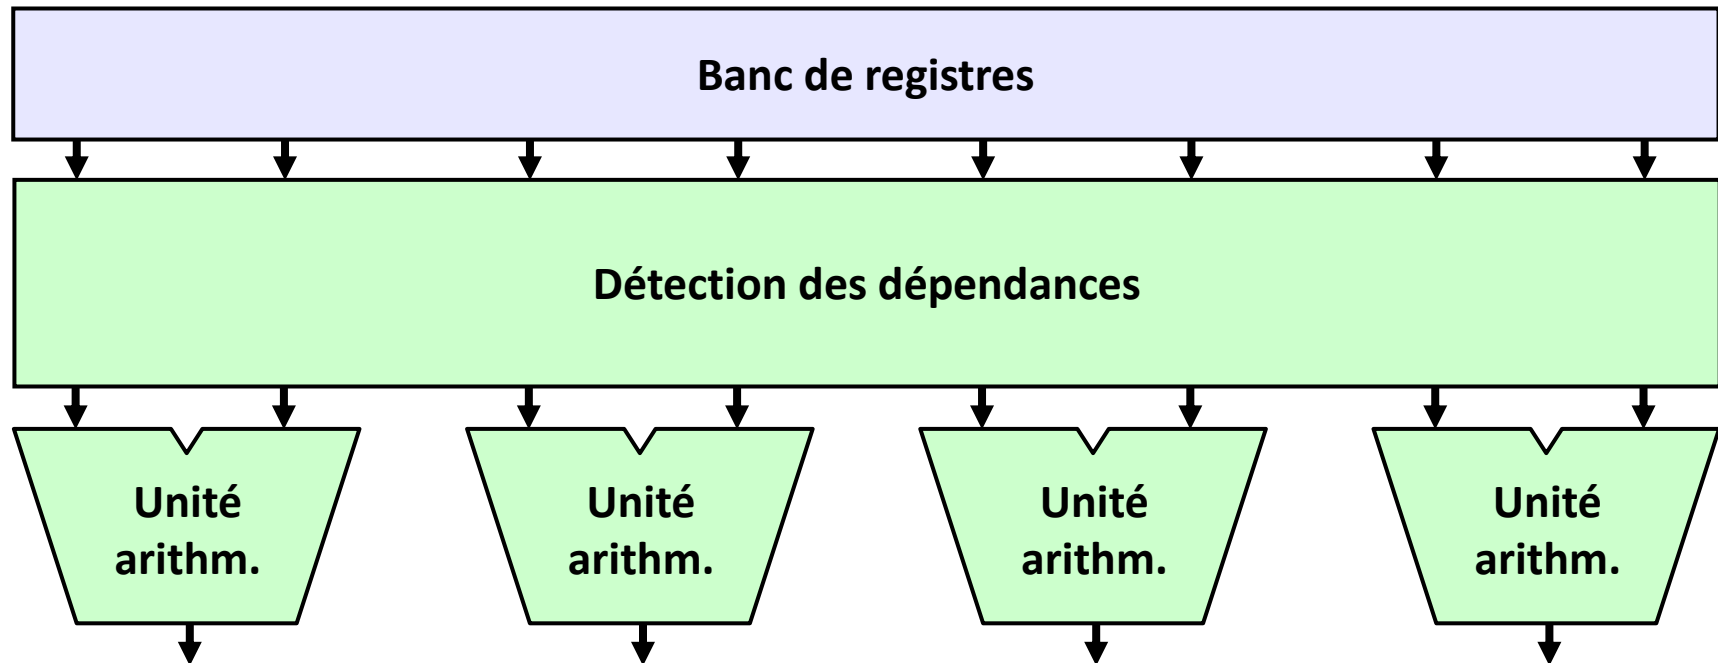 Banc de registres
Détection des dépendances
Unité
arithm.
Unité
arithm.
Unité
arithm.
Unité
arithm.